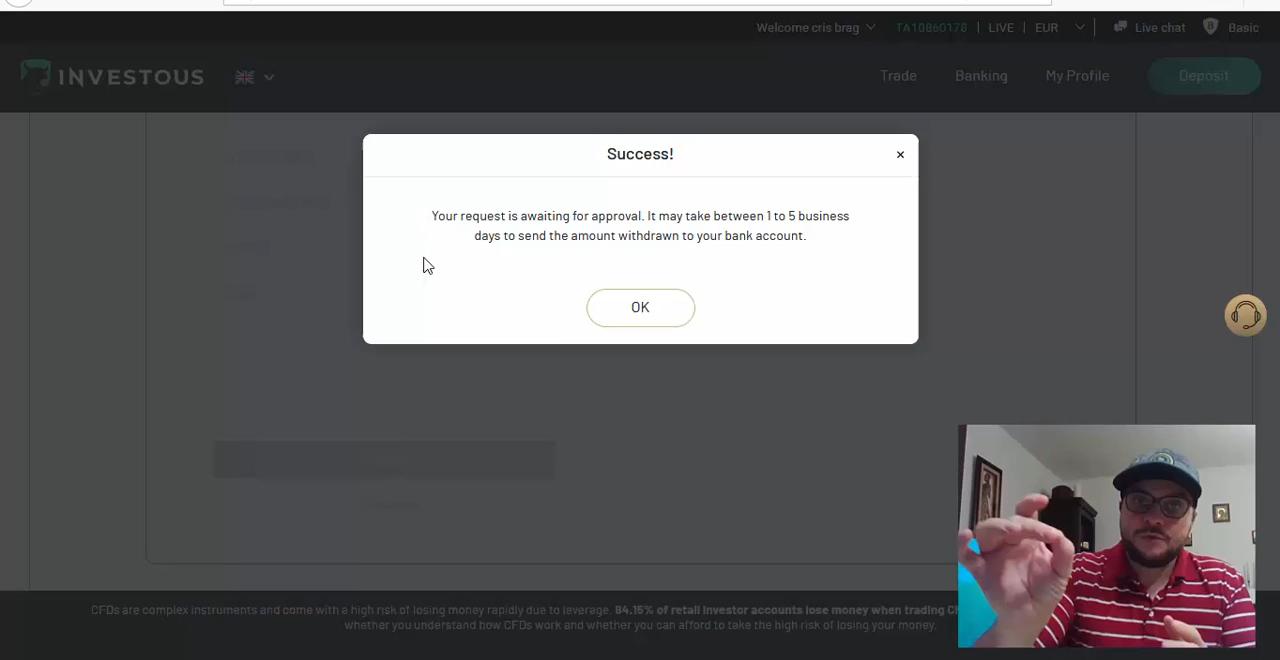 Welcome cris brag TA10860178 | LIVE | EUR Live chat Basic
INVESTOUS Trade Banking My Profile Deposit
Success! ×
Your request is awaiting for approval. It may take between 1 to 5 business
days to send the amount withdrawn to your bank account.
OK
CFDs are complex instruments and come with a high risk of losing money rapidly due to leverage. 84,15% of retail investor accounts lose money when trading
whether you understand how CFDs work and whether you can afford to take the high risk of losing your money.